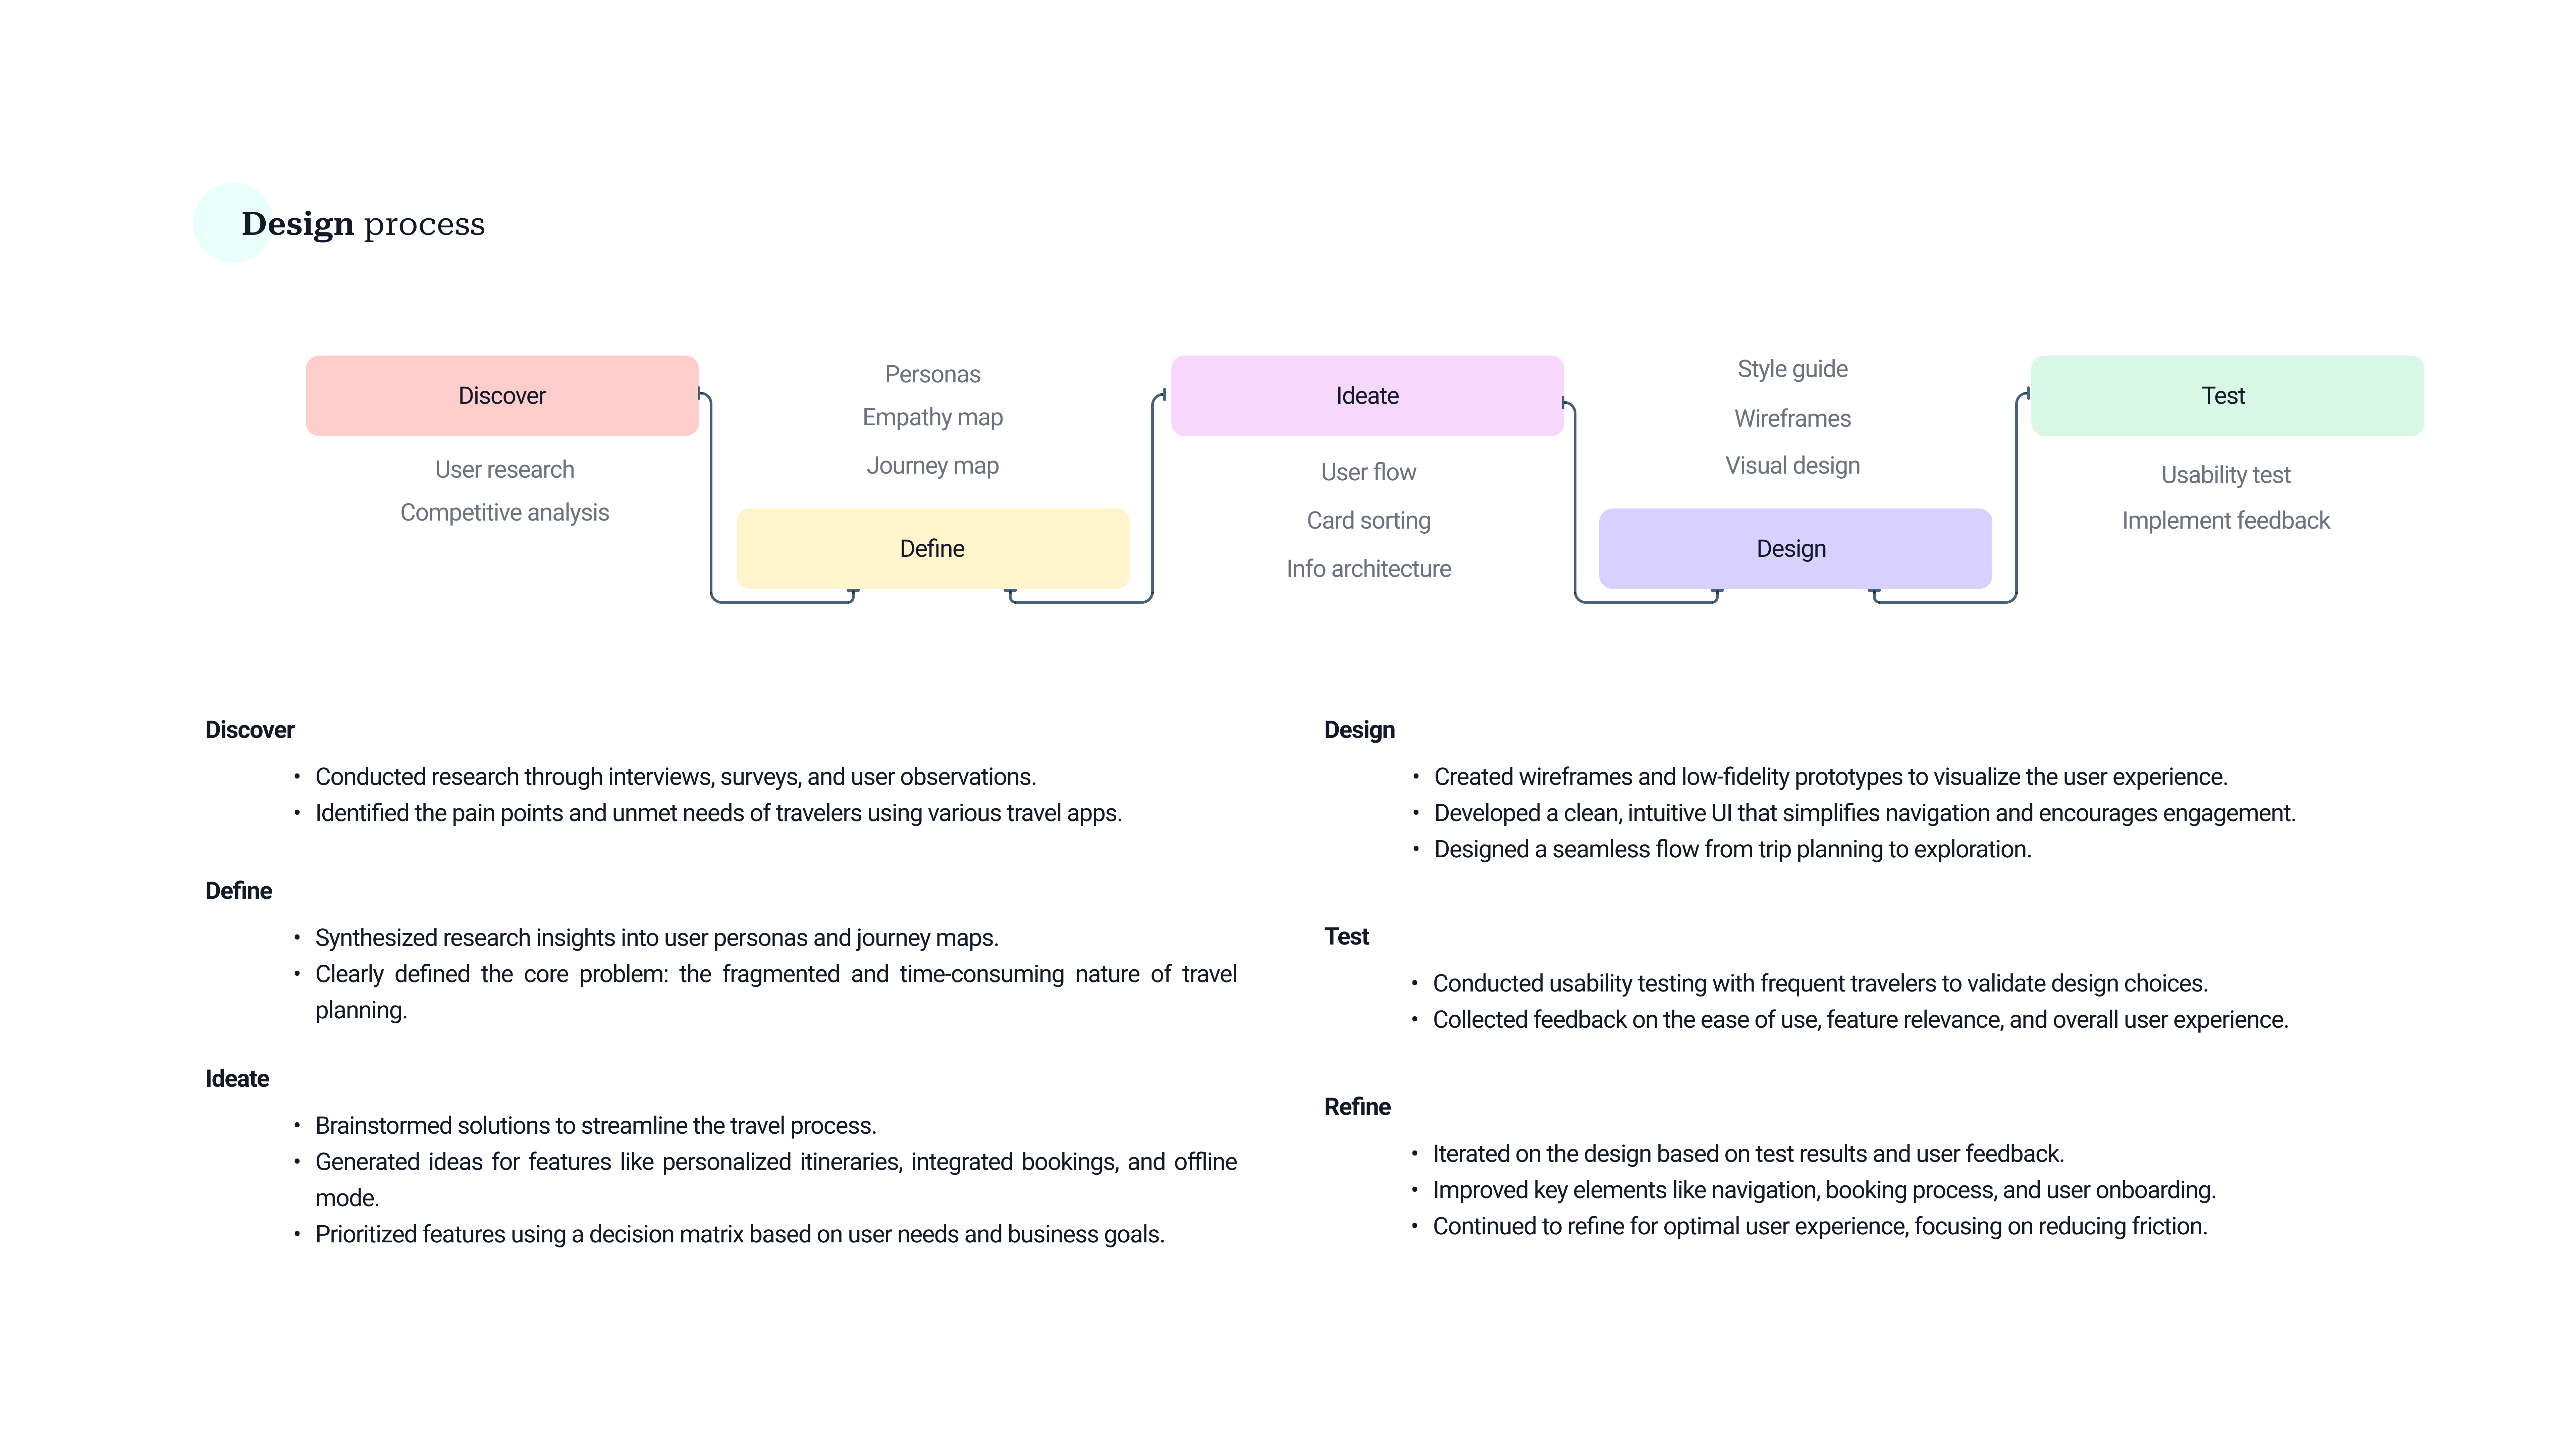 Design process
Discover
User research
Competitive analysis
Personas
Empathy map
Journey map
Define
Ideate
User flow
Card sorting
Info architecture
Style guide
Wireframes
Visual design
Design
Test
Usability test
Implement feedback
Discover
• Conducted research through interviews, surveys, and user observations.
• Identified the pain points and unmet needs of travelers using various travel apps.
Define
• Synthesized research insights into user personas and journey maps.
• Clearly defined the core problem: the fragmented and time-consuming nature of travel
planning.
Ideate
• Brainstormed solutions to streamline the travel process.
• Generated ideas for features like personalized itineraries, integrated bookings, and offline
mode.
• Prioritized features using a decision matrix based on user needs and business goals.
Design
• Created wireframes and low-fidelity prototypes to visualize the user experience.
• Developed a clean, intuitive UI that simplifies navigation and encourages engagement.
• Designed a seamless flow from trip planning to exploration.
Test
• Conducted usability testing with frequent travelers to validate design choices.
• Collected feedback on the ease of use, feature relevance, and overall user experience.
Refine
• Iterated on the design based on test results and user feedback.
• Improved key elements like navigation, booking process, and user onboarding.
• Continued to refine for optimal user experience, focusing on reducing friction.